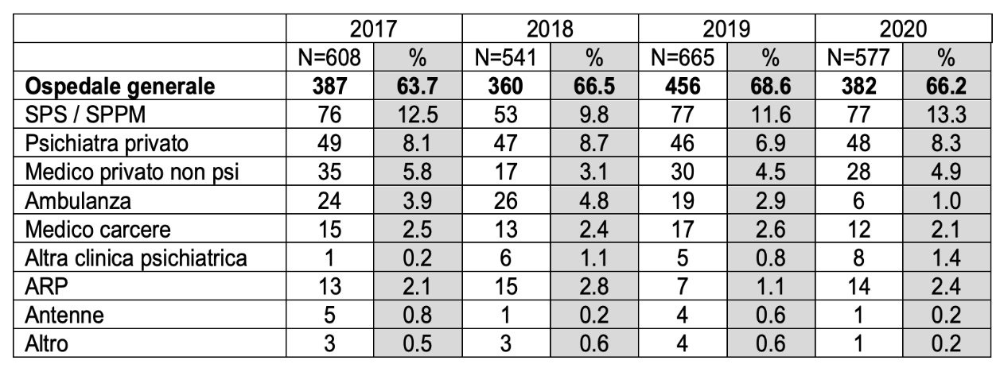 2017 2018 2019 2020
N=608 % N=541 % N=665 % N=577 %
Ospedale generale 387 63.7 360 66.5 456 68.6 382 66.2
SPS / SPPM 76 12.5 53 9.8 77 11.6 77 13.3
Psichiatra privato 49 8.1 47 8.7 46 6.9 48 8.3
Medico privato non psi 35 5.8 17 3.1 30 4.5 28 4.9
Ambulanza 24 3.9 26 4.8 19 2.9 6 1.0
Medico carcere 15 2.5 13 2.4 17 2.6 12 2.1
Altra clinica psichiatrica 1 0.2 6 1.1 5 0.8 8 1.4
ARP 13 2.1 15 2.8 7 1.1 14 2.4
Antenne 5 0.8 1 0.2 4 0.6 1 0.2
Altro 3 0.5 3 0.6 4 0.6 1 0.2